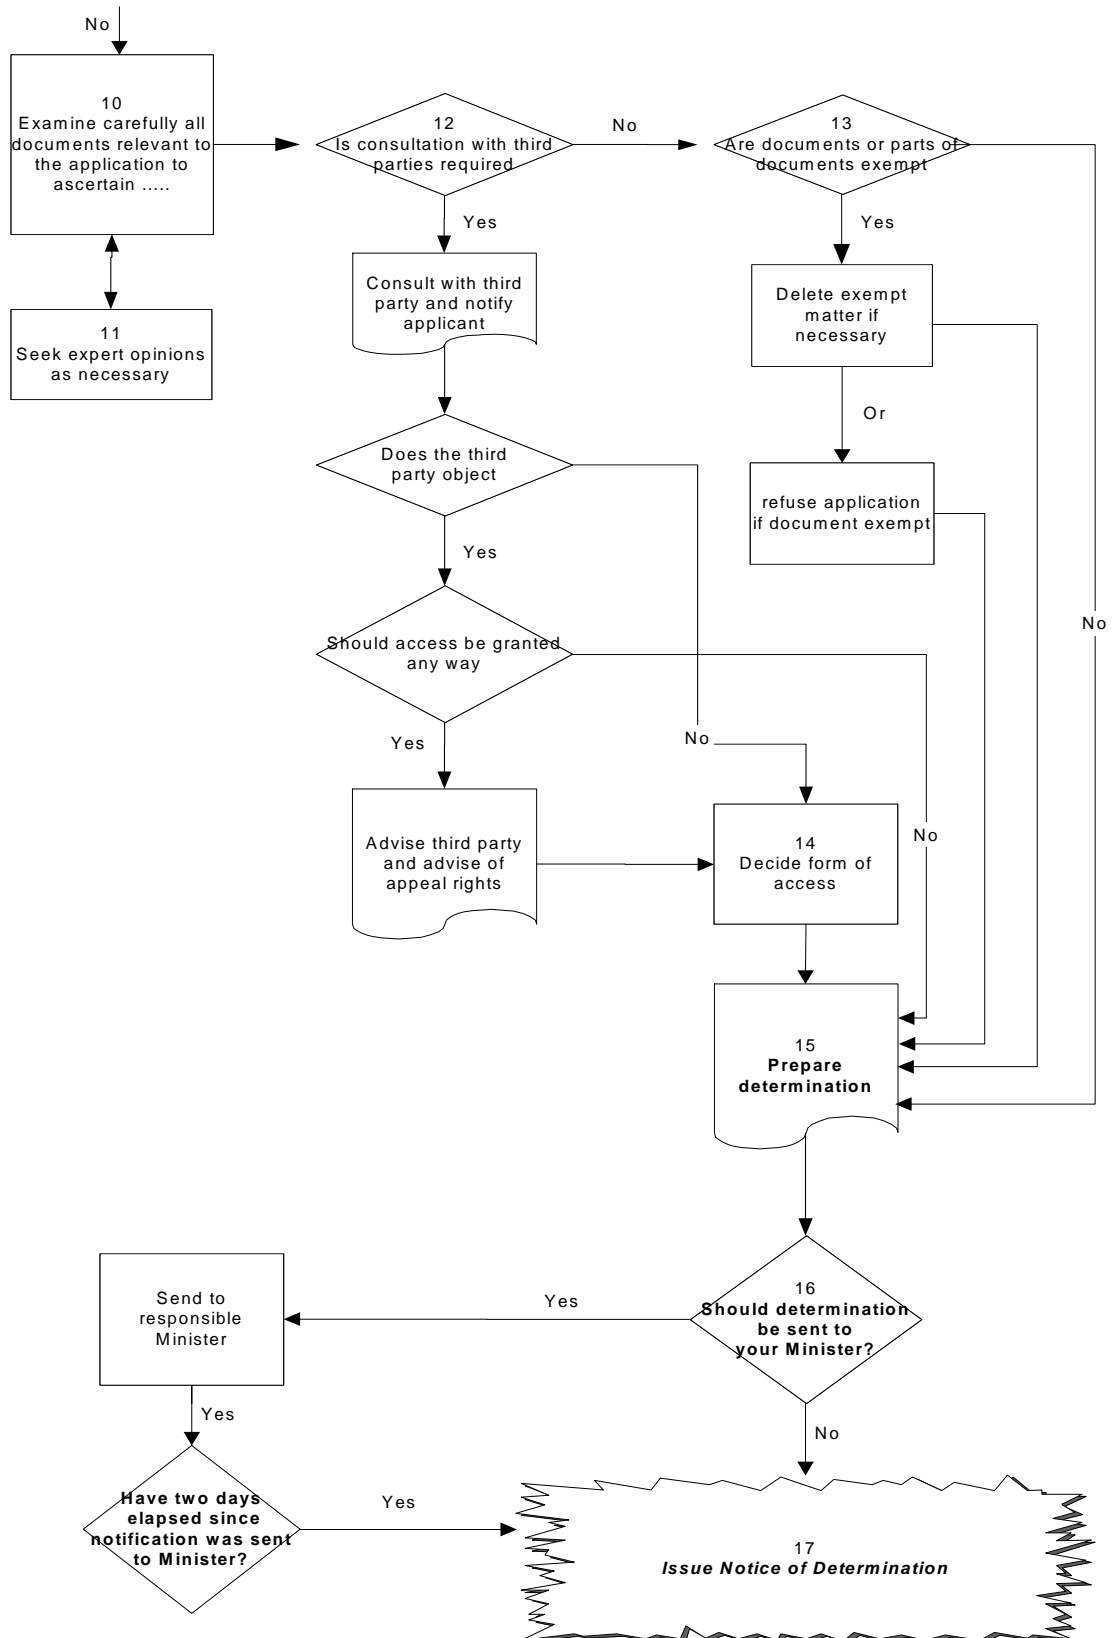 No
10
Examine carefully all
documents relevant to
the application to
ascertain .....
12
Is consultation with third
parties required
No
13
Are documents or parts of
documents exempt
Yes
Yes
11
Seek expert opinions
as necessary
Consult with third
party and notify
applicant
Delete exempt
matter if
necessary
Or
Does the third
party object
refuse application
if document exempt
Yes
No
Should access be granted
any way
Yes
No
No
Advise third party
and advise of
appeal rights
14
Decide form of
access
15
Prepare
determination
16
Should determination
be sent to
your Minister?
Yes
Send to
responsible
Minister
Yes
No
Have two days
elapsed since
notification was sent
to Minister?
Yes
17
Issue Notice of Determination